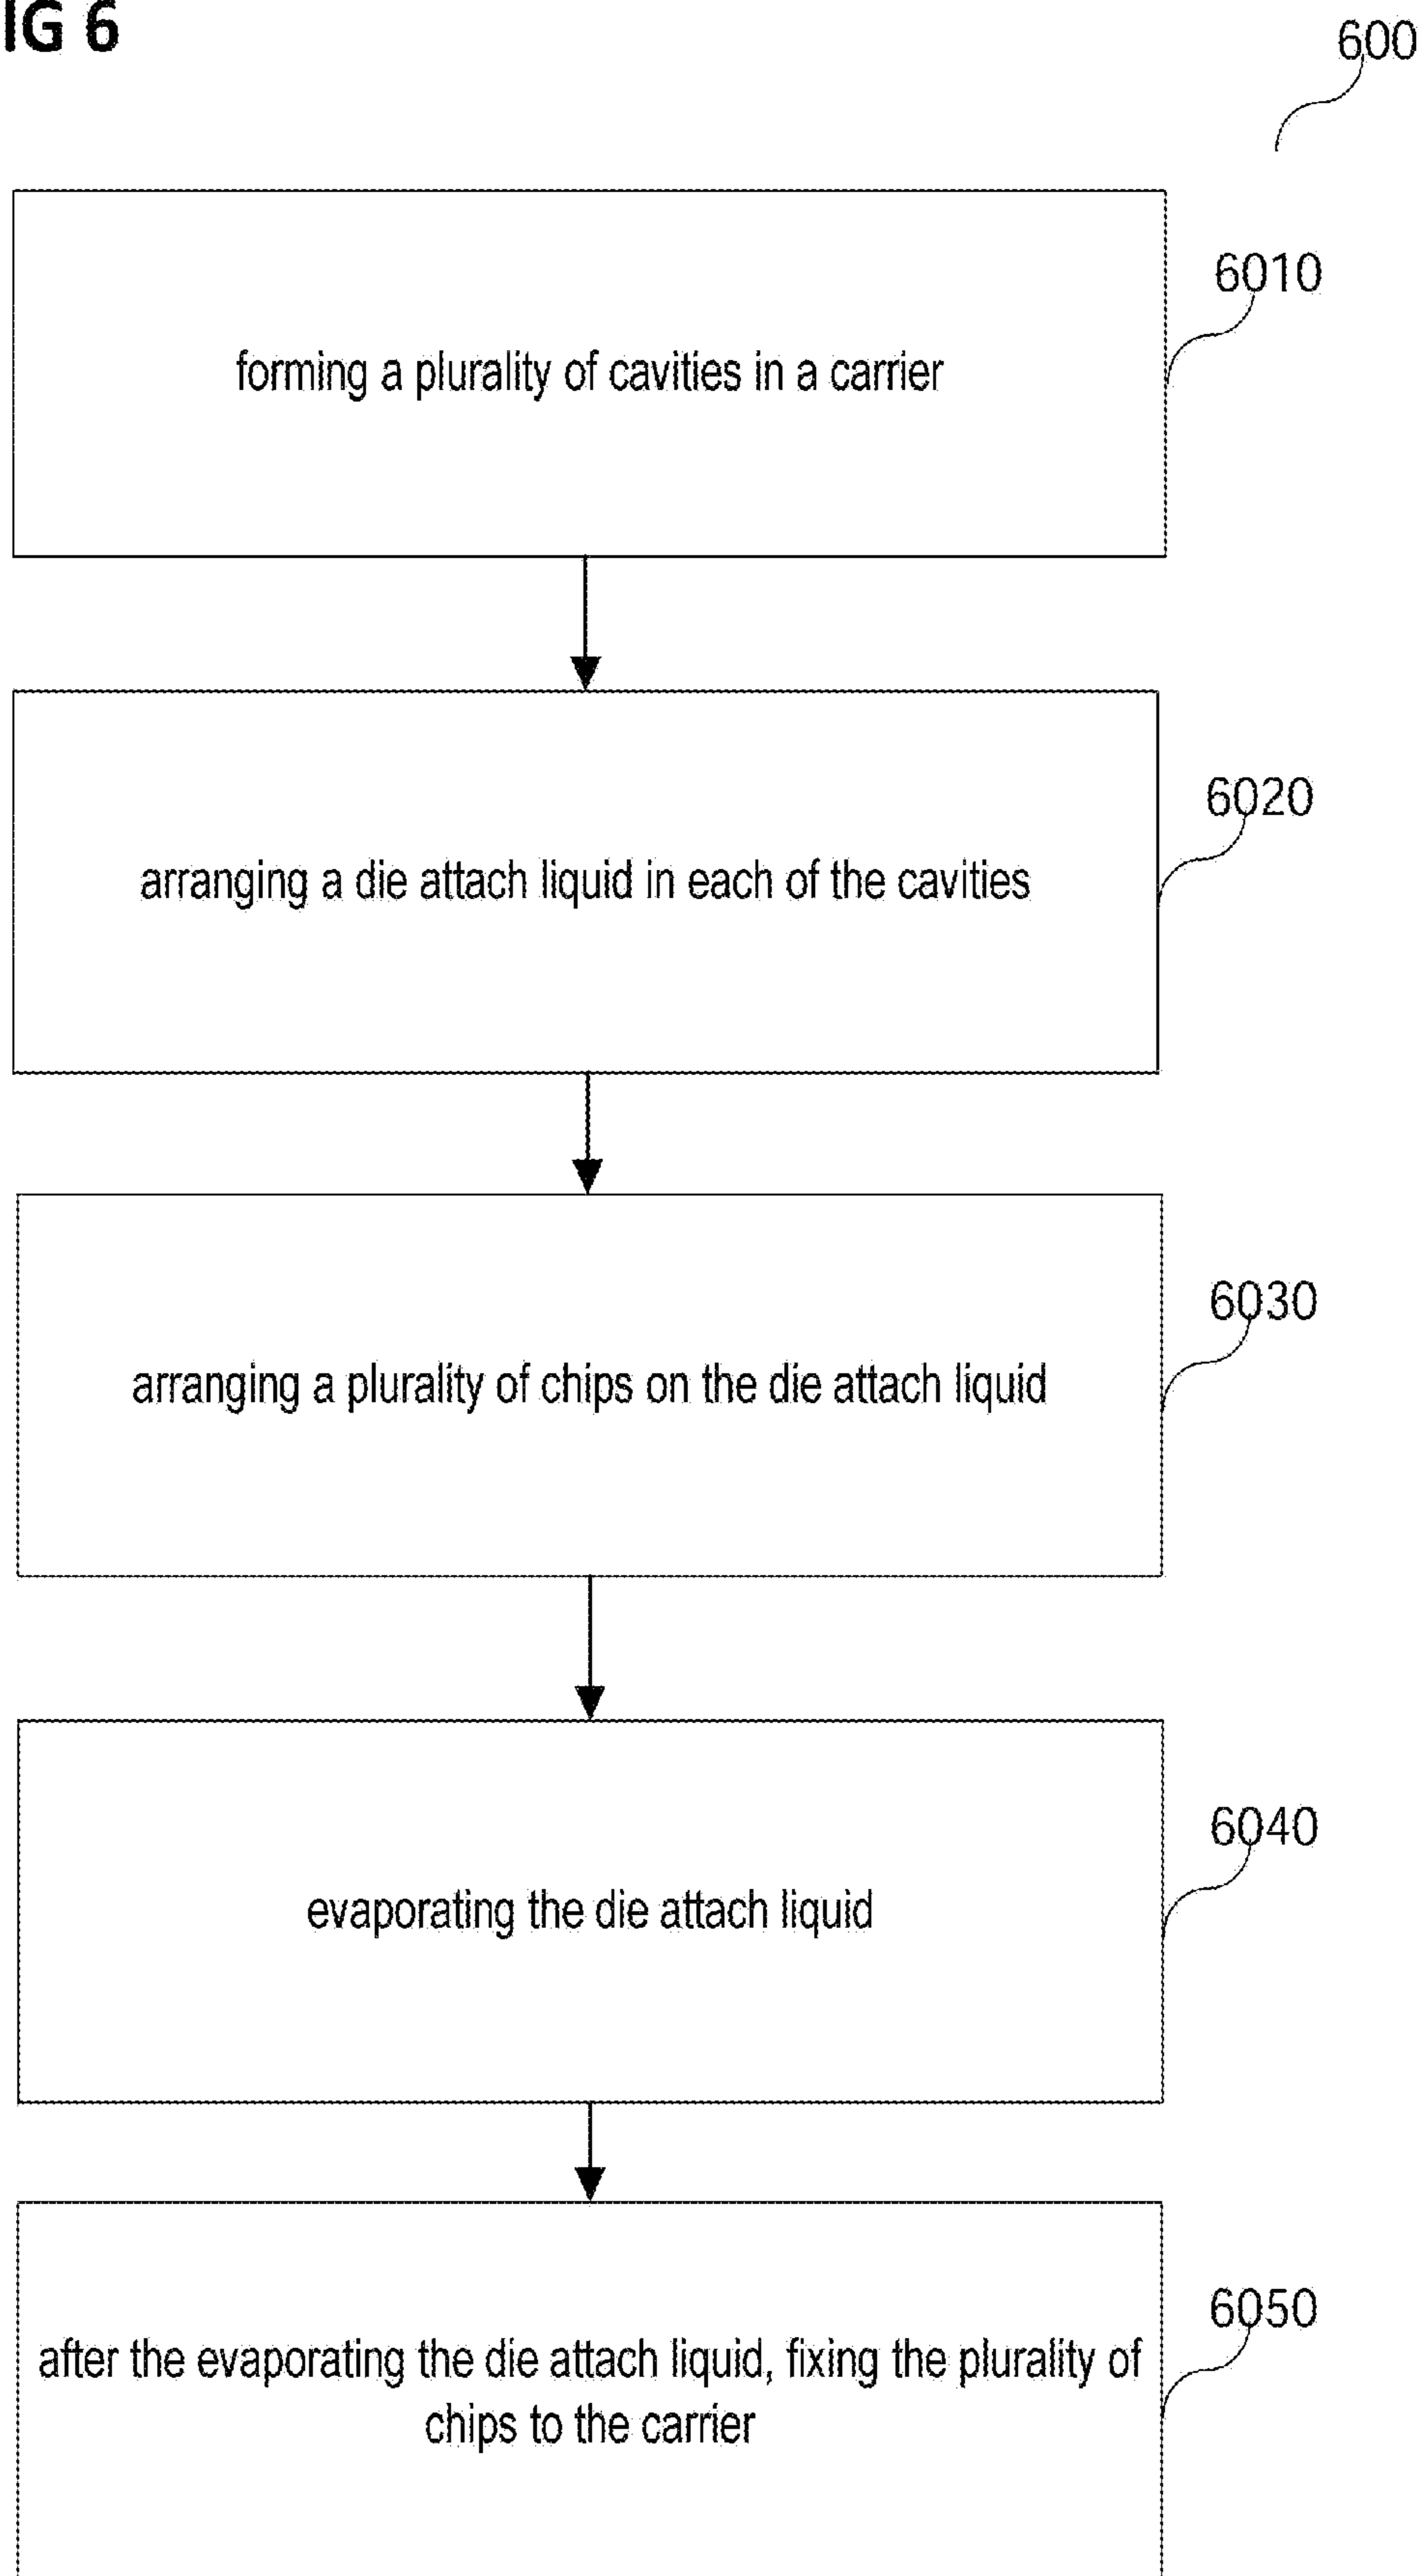 IG 6
600
forming a plurality of cavities in a carrier
6010
arranging a die attach liquid in each of the cavities
6020
arranging a plurality of chips on the die attach liquid
6030
evaporating the die attach liquid
6040
after the evaporating the die attach liquid, fixing the plurality of
chips to the carrier
6050